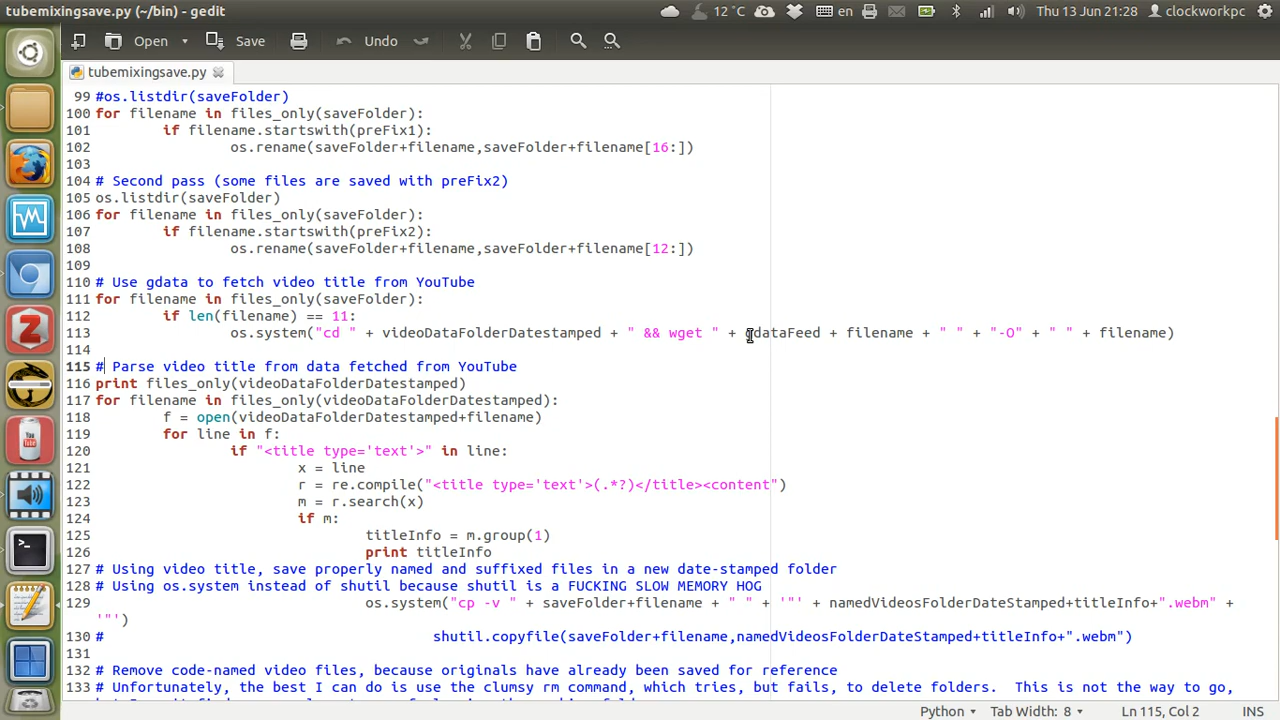 tubemixingsave.py (~/bin) - gedit
12 °C
en
Thu 13 Jun 21:28
clockworkpc
Open
Save
Undo
tubemixingsave.py
99 #os.listdir(saveFolder)
100 for filename in files_only(saveFolder):
101 if filename.startswith(preFix1):
102 os.rename(saveFolder+filename,saveFolder+filename[16:])
103
104 # Second pass (some files are saved with preFix2)
105 os.listdir(saveFolder)
106 for filename in files_only(saveFolder):
107 if filename.startswith(preFix2):
108 os.rename(saveFolder+filename,saveFolder+filename[12:])
109
110 # Use gdata to fetch video title from YouTube
111 for filename in files_only(saveFolder):
112 if len(filename) == 11:
113 os.system("cd " + videoDataFolderDatestamped + " && wget " + gdataFeed + filename + " " + "-O" + " " + filename)
114
115 # Parse video title from data fetched from YouTube
116 print files_only(videoDataFolderDatestamped)
117 for filename in files_only(videoDataFolderDatestamped):
118 f = open(videoDataFolderDatestamped+filename)
119 for line in f:
120 if "<title type='text'>" in line:
121 x = line
122 r = re.compile("<title type='text'>(.*?)</title><content")
123 m = r.search(x)
124 if m:
125 titleInfo = m.group(1)
126 print titleInfo
127 # Using video title, save properly named and suffixed files in a new date-stamped folder
128 # Using os.system instead of shutil because shutil is a FUCKING SLOW MEMORY HOG
129 os.system("cp -v " + saveFolder+filename + " " + '"' + namedVideosFolderDateStamped+titleInfo+".webm" +
'"')
130 # shutil.copyfile(saveFolder+filename,namedVideosFolderDateStamped+titleInfo+".webm")
131
132 # Remove code-named video files, because originals have already been saved for reference
133 # Unfortunately, the best I can do is use the clumsy rm command, which tries, but fails, to delete folders.  This is not the way to go,
Python
Tab Width: 8
Ln 115, Col 2
INS